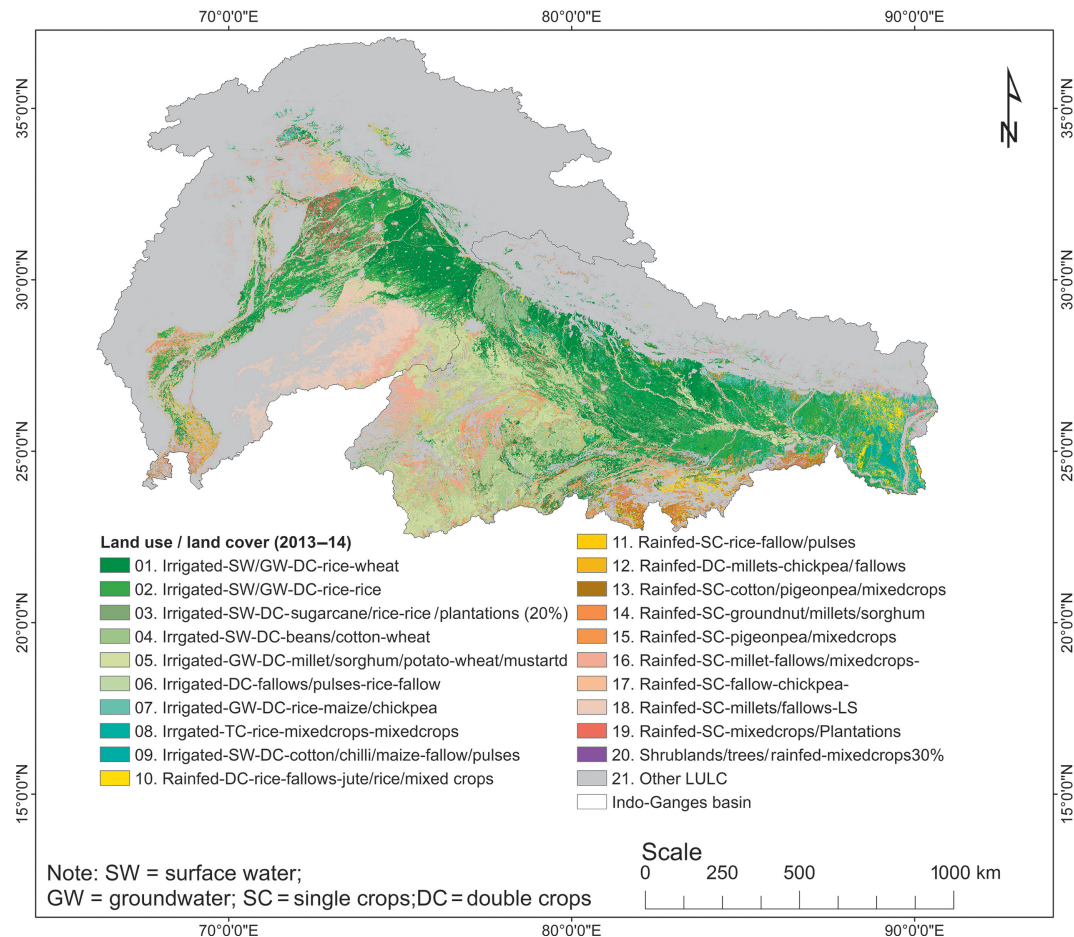 70°0'0"E 80°0'0"E 90°0'0"E
35°0'0"N
35°0'0"N
N
30°0'0"N
30°0'0"N
25°0'0"N
25°0'0"N
20°0'0"N
20°0'0"N
15°0'0"N
15°0'0"N
Land use / land cover (2013–14)
01. Irrigated-SW/GW-DC-rice-wheat
02. Irrigated-SW/GW-DC-rice-rice
03. Irrigated-SW-DC-sugarcane/rice-rice/plantations (20%)
04. Irrgated-SW-DC-beans/cotton-wheat
05. Irrigated-GW-DC-millet/sorghum/potato-wheat/mustartd
06. Irrigated-DC-fallows/pulses-rice-fallow
07. Irrigated-GW-DC-rice-maize/chickpea
08. Irrgated-TC-rice-mixedcrops-mixedcrops
09. Irrigated-SW-DC-cotton/chilli/maize-fallow/pulses
10. Rainfed-DC-rice-fallows-jute/rice/mixed crops
11. Rainfed-SC-rice-fallow/pulses
12. Rainfed-DC-millets-chickpea/fallows
13. Rainfed-SC-cotton/pigeonpea/mixedcrops
14. Rainfed-SC-groundnut/millets/sorghum
15. Rainfed-SC-pigeonpea/mixedcrops
16. Rainfed-SC-millet-fallows/mixedcrops-
17. Rainfed-SC-fallow-chickpea-
18. Rainfed-SC-millets/fallows-LS
19. Rainfed-SC-mixedcrops/Plantations
20. Shrublands/trees/rainfed-mixedcrops30%
21. Other LULC
Indo-Ganges basin
Note: SW = surface water;
GW = groundwater; SC = single crops;DC = double crops
Scale
0 250 500 1000 km
70°0'0"E 80°0'0"E 90°0'0"E